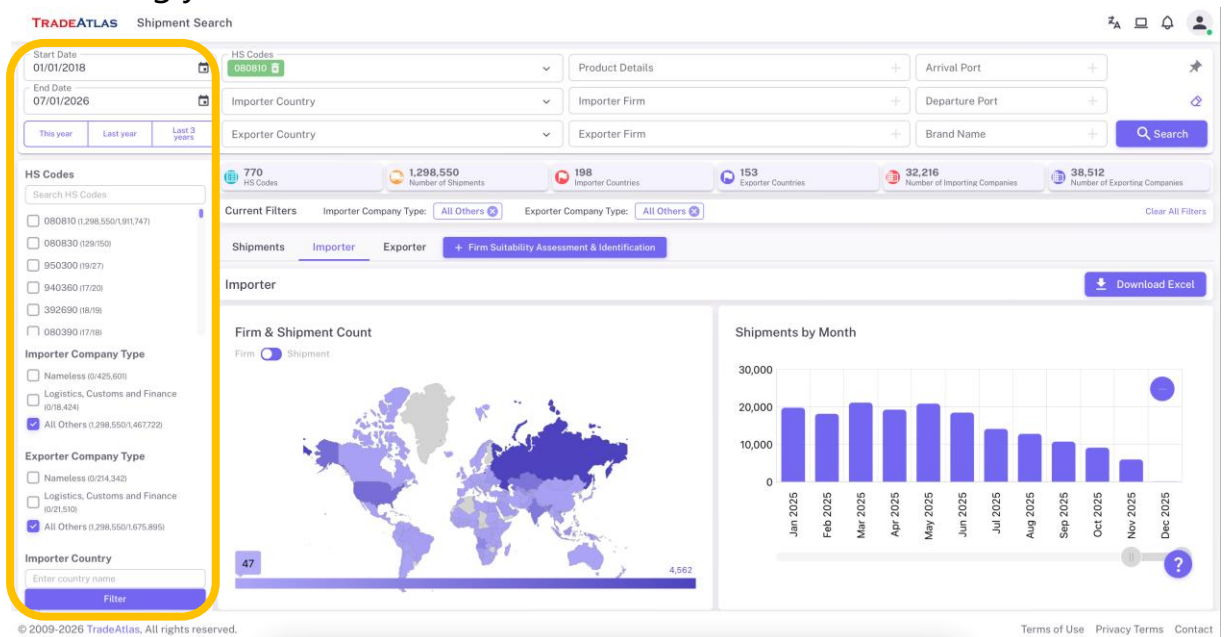 TRADEATLAS Shipment Search
Start Date
01/01/2018
End Date
07/01/2026
This year
Last year
Last 3 years
HS Codes
080810
Product Details
Arrival Port
Importer Country
Importer Firm
Departure Port
Exporter Country
Exporter Firm
Brand Name
Search
HS Codes
Search HS Codes
080810 (1,298,550/1,911,747)
080830 (129/150)
950300 (19/27)
940360 (17/20)
392690 (18/19)
080390 (17/18)
Importer Company Type
Nameless (0/425,601)
Logistics, Customs and Finance
(0/18,424)
All Others (1,298,550/1,467,722)
Exporter Company Type
Nameless (0/214,342)
Logistics, Customs and Finance
(0/21,510)
All Others (1,298,550/1,675,895)
Importer Country
Enter country name
Filter
770
HS Codes
1,298,550
Number of Shipments
198
Importer Countries
153
Exporter Countries
32,216
Number of Importing Companies
38,512
Number of Exporting Companies
Current Filters Importer Company Type: All Others Exporter Company Type: All Others Clear All Filters
Shipments Importer Exporter + Firm Suitability Assessment & Identification
Importer
Download Excel
Firm & Shipment Count
Firm Shipment
47
4,562
Shipments by Month
30,000
20,000
10,000
0
Jan 2025
Feb 2025
Mar 2025
Apr 2025
May 2025
Jun 2025
Jul 2025
Aug 2025
Sep 2025
Oct 2025
Nov 2025
Dec 2025
?
© 2009-2026 TradeAtlas, All rights reserved.
Terms of Use Privacy Terms Contact